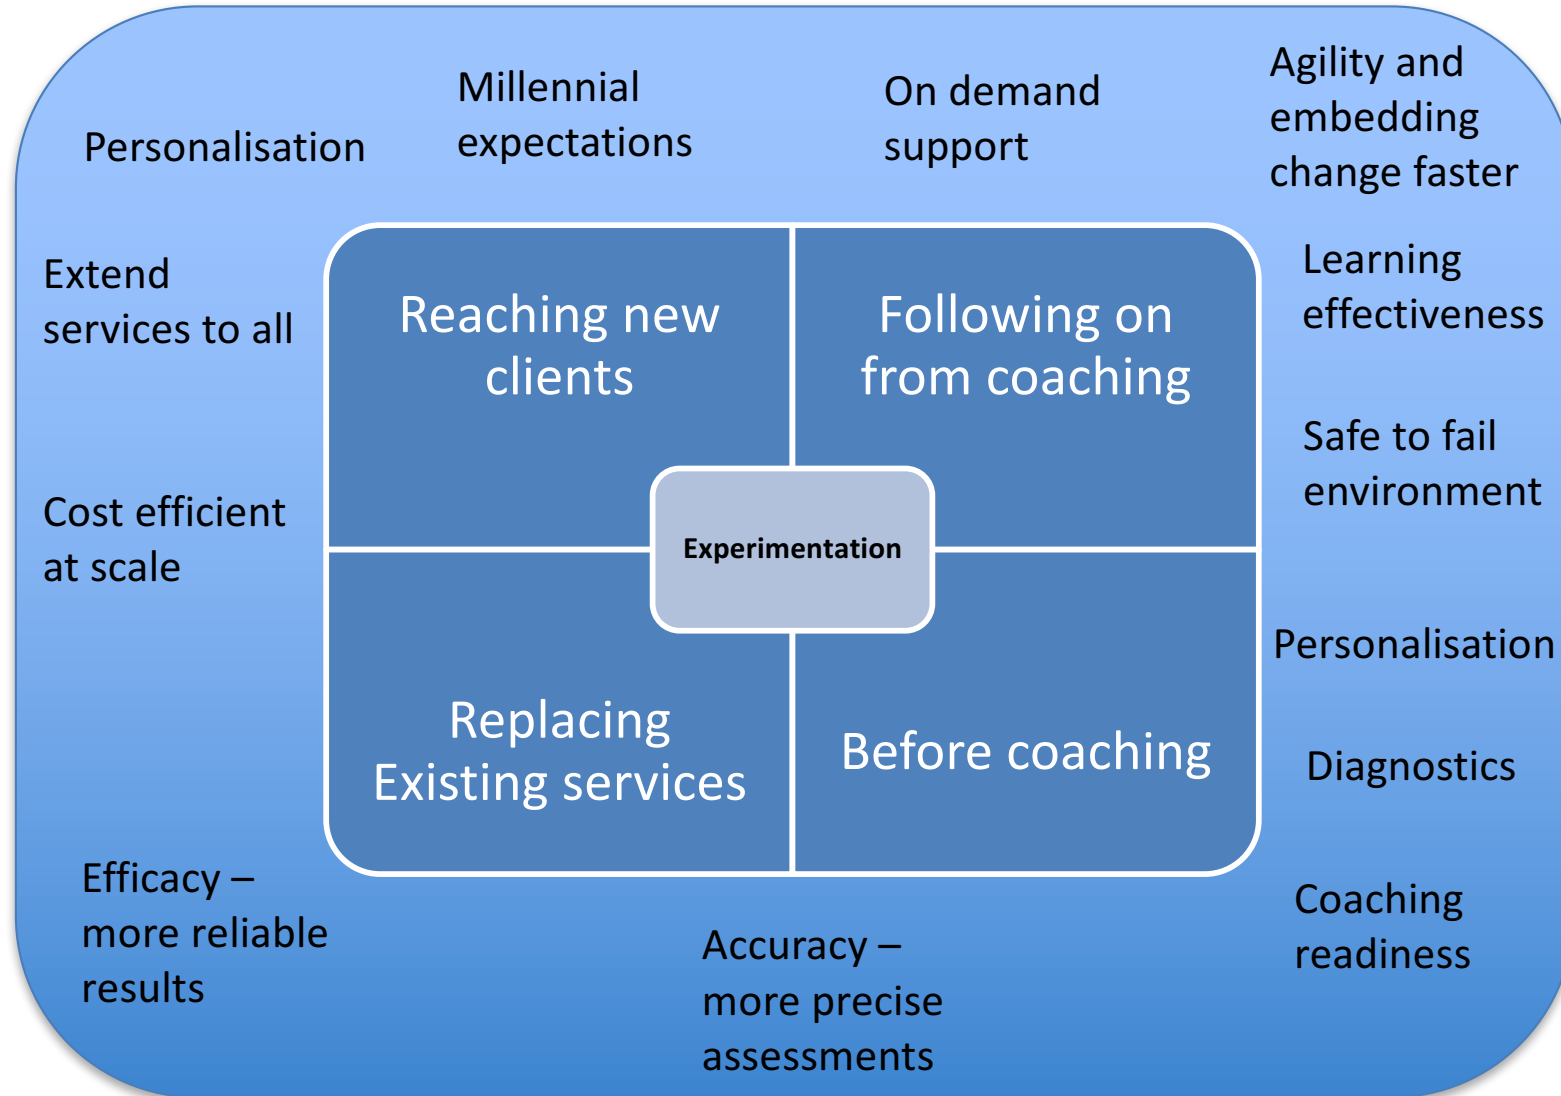 Personalisation
Millennial
expectations
On demand
support
Agility and
embedding
change faster
Extend
services to all
Reaching new
clients
Following on
from coaching
Learning
effectiveness
Cost efficient
at scale
Experimentation
Safe to fail
environment
Replacing
Existing services
Before coaching
Personalisation
Diagnostics
Efficacy –
more reliable
results
Accuracy –
more precise
assessments
Coaching
readiness